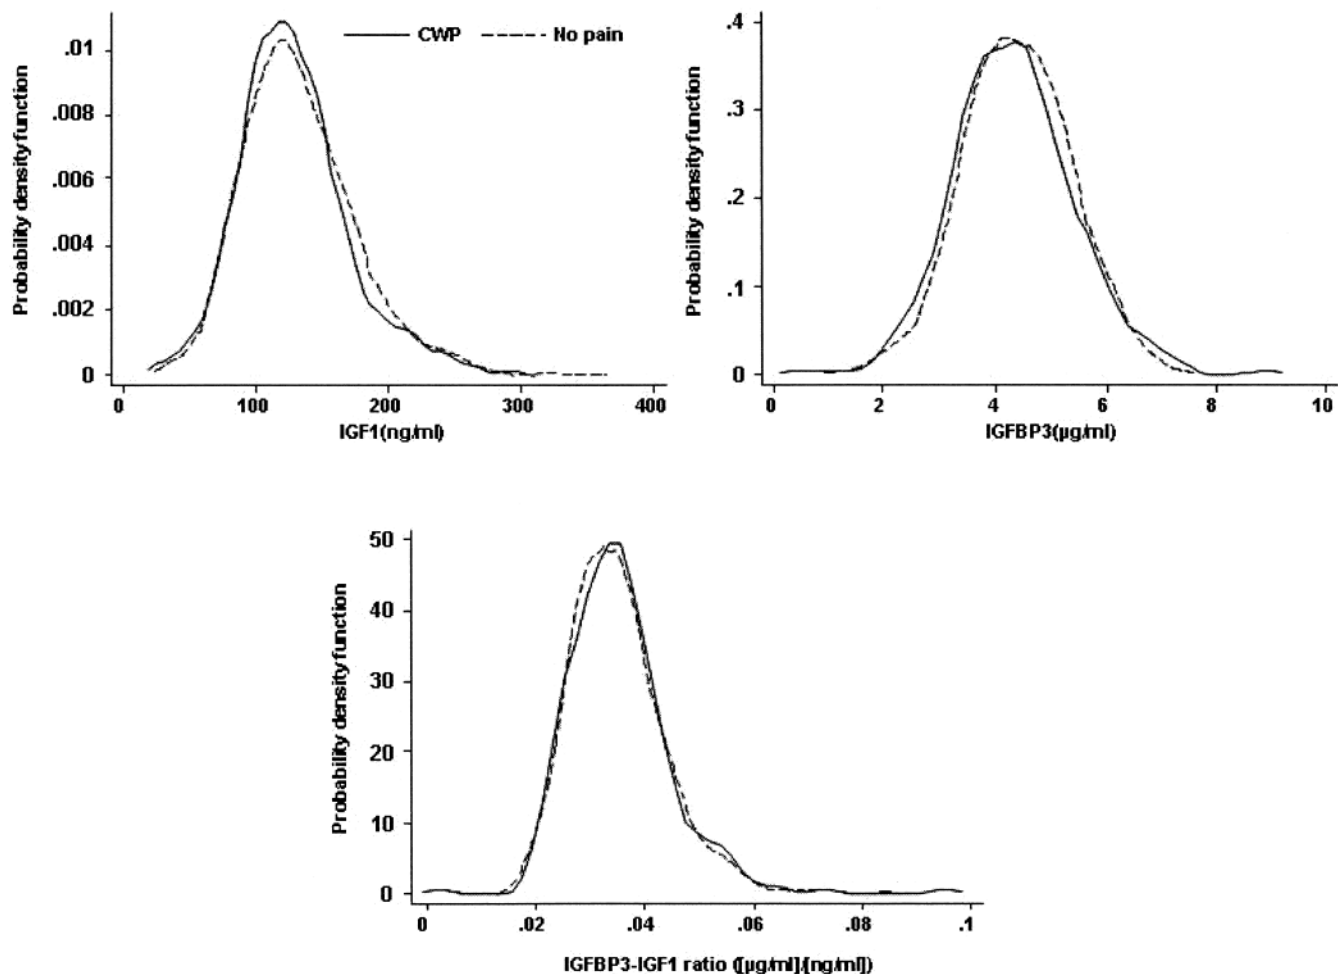 CWP No pain
Probability density function
.01
.008
.006
.004
.002
0
0 100 200 300 400
IGF1(ng/ml)
Probability density function
.4
.3
.2
0.1
0
0 2 4 6 8 10
IGFBP3(µg/ml)
Probability density function
50
40
30
20
10
0
0 .02 .04 .06 .08 .1
IGFBP3-IGF1 ratio ([µg/ml]/[ng/ml])